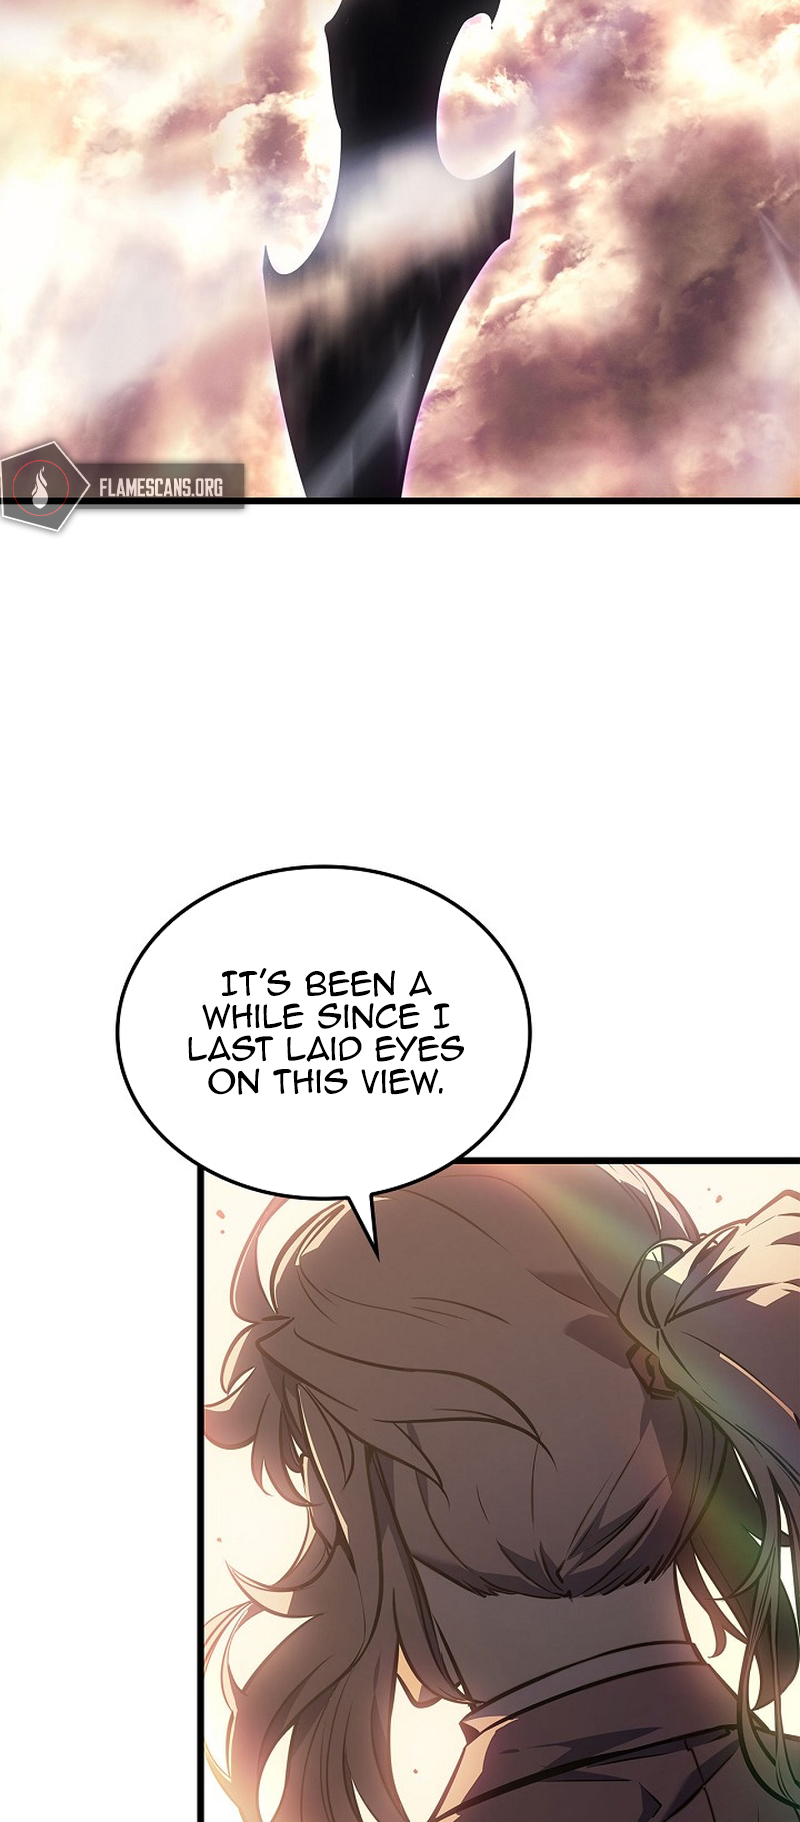 FLAMESCANS.ORG
IT'S BEEN A
WHILE SINCE I
LAST LAID EYES
ON THIS VIEW.